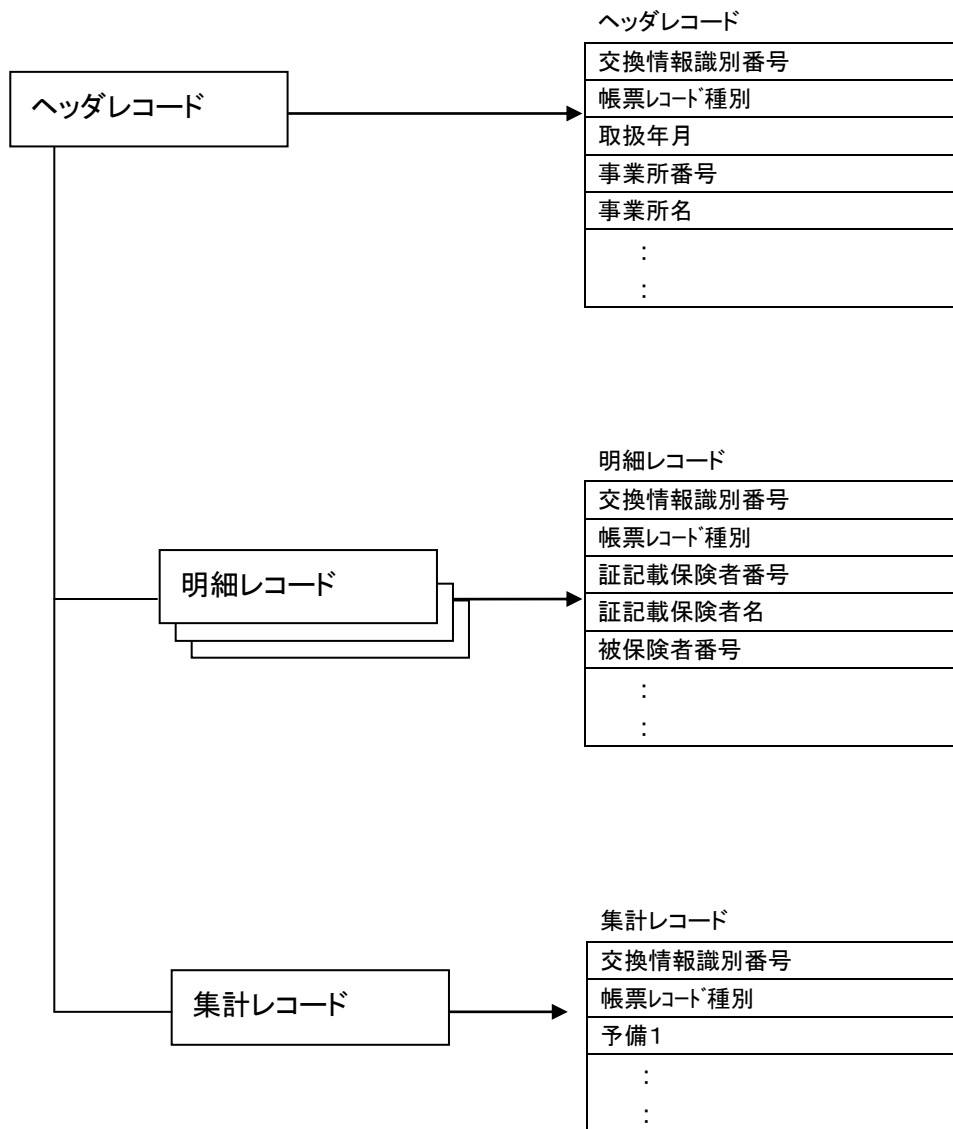 ヘッダレコード
ヘッダレコード
交換情報識別番号
帳票ﾚｺｰﾄﾞ種別
取扱年月
事業所番号
事業所名
:
:
明細レコード
明細レコード
交換情報識別番号
帳票ﾚｺｰﾄﾞ種別
証記載保険者番号
証記載保険者名
被保険者番号
:
:
集計レコード
集計レコード
交換情報識別番号
帳票ﾚｺｰﾄﾞ種別
予備1
:
: